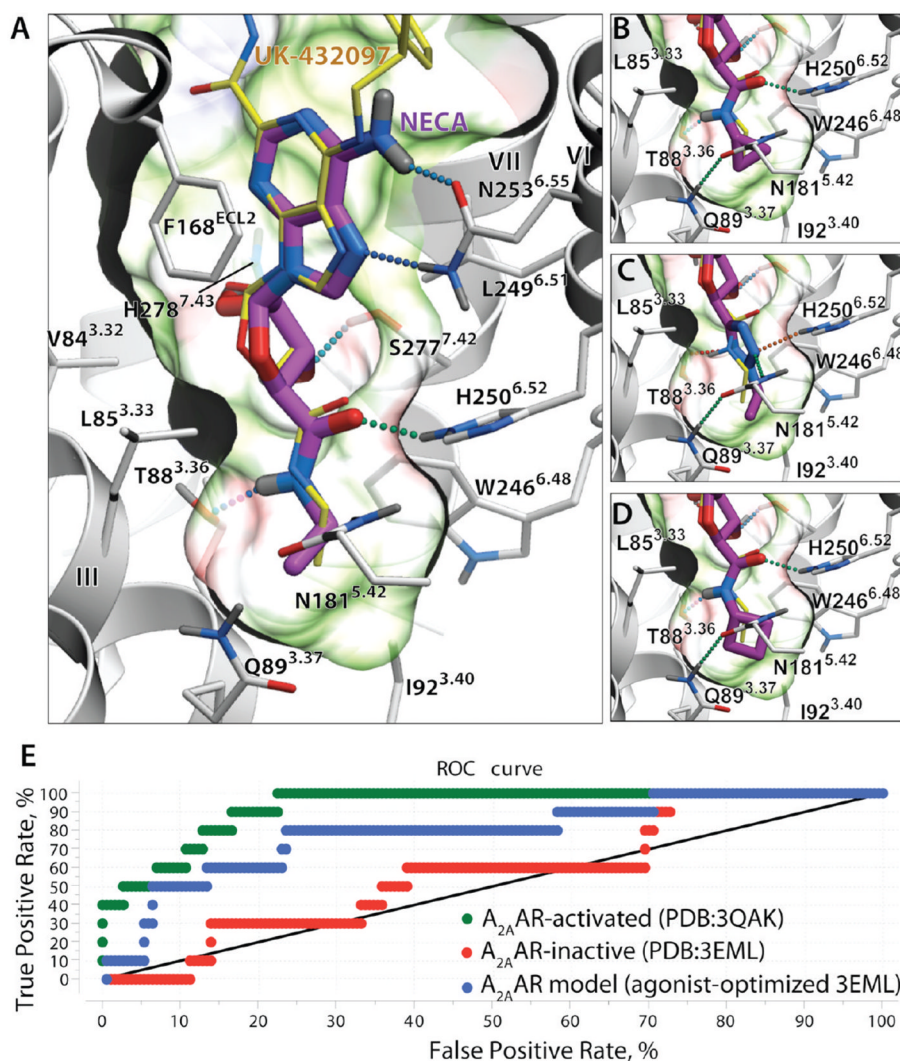 A
UK-432097
NECA
VII
VI
N253^6.55
F168^ECL2
L249^6.51
H278^7.43
V84^3.32
S277^7.42
L85^3.33
H250^6.52
T88^3.36
W246^6.48
III
N181^5.42
Q89^3.37
I92^3.40
B
L85^3.33
H250^6.52
W246^6.48
T88^3.36
N181^5.42
Q89^3.37
I92^3.40
C
L85^3.33
H250^6.52
W246^6.48
T88^3.36
N181^5.42
Q89^3.37
I92^3.40
D
L85^3.33
H250^6.52
W246^6.48
T88^3.36
N181^5.42
Q89^3.37
I92^3.40
E
ROC curve
True Positive Rate, %
100
90
80
70
60
50
40
30
20
10
0
A2AAR-activated (PDB:3QAK)
A2AAR-inactive (PDB:3EML)
A2AAR model (agonist-optimized 3EML)
0 10 20 30 40 50 60 70 80 90 100
False Positive Rate, %